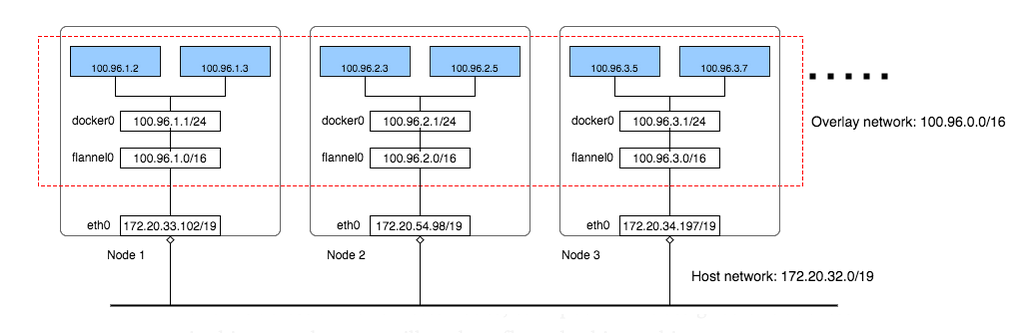 100.96.1.2 100.96.1.3 100.96.2.3 100.96.2.5 100.96.3.5 100.96.3.7
docker0 100.96.1.1/24 docker0 100.96.2.1/24 docker0 100.96.3.1/24
Overlay network: 100.96.0.0/16
flannel0 100.96.1.0/16 flannel0 100.96.2.0/16 flannel0 100.96.3.0/16
eth0 172.20.33.102/19 eth0 172.20.54.98/19 eth0 172.20.34.197/19
Node 1 Node 2 Node 3
Host network: 172.20.32.0/19